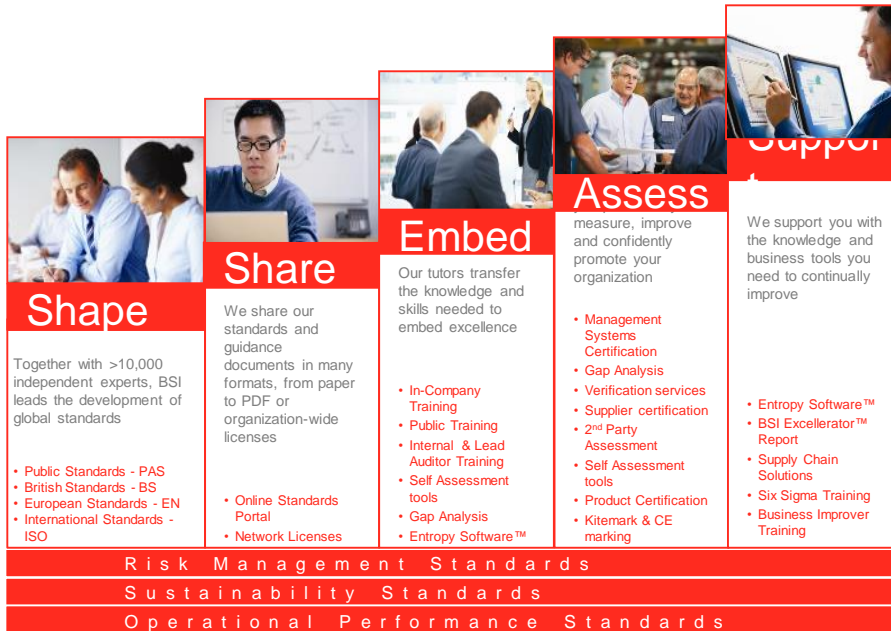 Shape
Together with >10,000
independent experts, BSI
leads the development of
global standards
• Public Standards - PAS
• British Standards - BS
• European Standards - EN
• International Standards -
ISO
Share
We share our
standards and
guidance
documents in many
formats, from paper
to PDF or
organization-wide
licenses
• Online Standards
Portal
• Network Licenses
Embed
Our tutors transfer
the knowledge and
skills needed to
embed excellence
• In-Company
Training
• Public Training
• Internal & Lead
Auditor Training
• Self Assessment
tools
• Gap Analysis
• Entropy Software™
Assess
measure, improve
and confidently
promote your
organization
• Management
Systems
Certification
• Gap Analysis
• Verification services
• Supplier certification
• 2nd Party
Assessment
• Self Assessment
tools
• Product Certification
• Kitemark & CE
marking
Suppor
t
We support you with
the knowledge and
business tools you
need to continually
improve
• Entropy Software™
• BSI Excellerator™
Report
• Supply Chain
Solutions
• Six Sigma Training
• Business Improver
Training
Risk Management Standards
Sustainability Standards
Operational Performance Standards